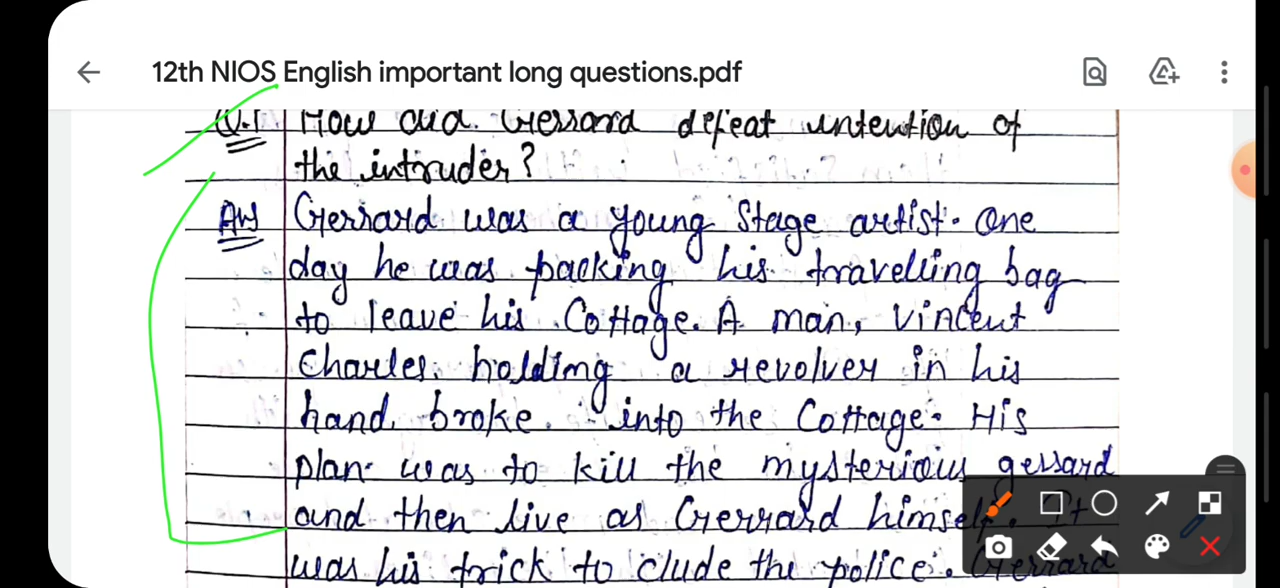 12th NIOS English important long questions.pdf
Q.1 How did Gerrard defeat intention of
the intruder?
Ans Gerrard was a young Stage artist. One
day he was packing his travelling bag
to leave his Cottage. A man, Vincent
Charles, holding a revolver in his
hand, broke into the Cottage. His
plan was to kill the mysterious gerrard
and then live as Gerrard himself. It
was his trick to clude the police. Gerrard